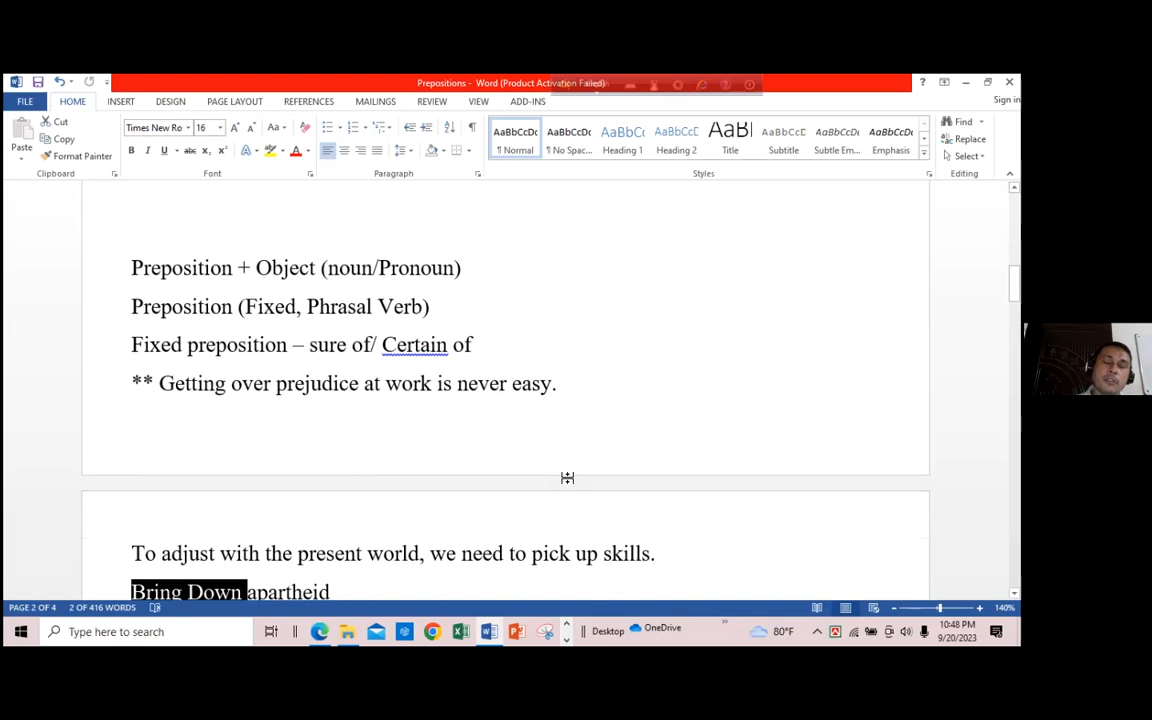 Prepositions - Word (Product Activation Failed)
FILE HOME INSERT DESIGN PAGE LAYOUT REFERENCES MAILINGS REVIEW VIEW ADD-INS Sign in
Cut
Copy
Format Painter
Paste
Times New Ro 16
AaBbCcDc AaBbCcDc AaBbC AaBbCcD AaB AaBbCcD AaBbCcDc AaBbCcDc
¶ Normal ¶ No Spac... Heading 1 Heading 2 Title Subtitle Subtle Em... Emphasis
Find
Replace
Select
Clipboard Font Paragraph Styles Editing
Preposition + Object (noun/Pronoun)
Preposition (Fixed, Phrasal Verb)
Fixed preposition – sure of/ Certain of
** Getting over prejudice at work is never easy.
To adjust with the present world, we need to pick up skills.
Bring Down apartheid
PAGE 2 OF 4 2 OF 416 WORDS 140%
Type here to search Desktop OneDrive 80°F 10:48 PM
9/20/2023